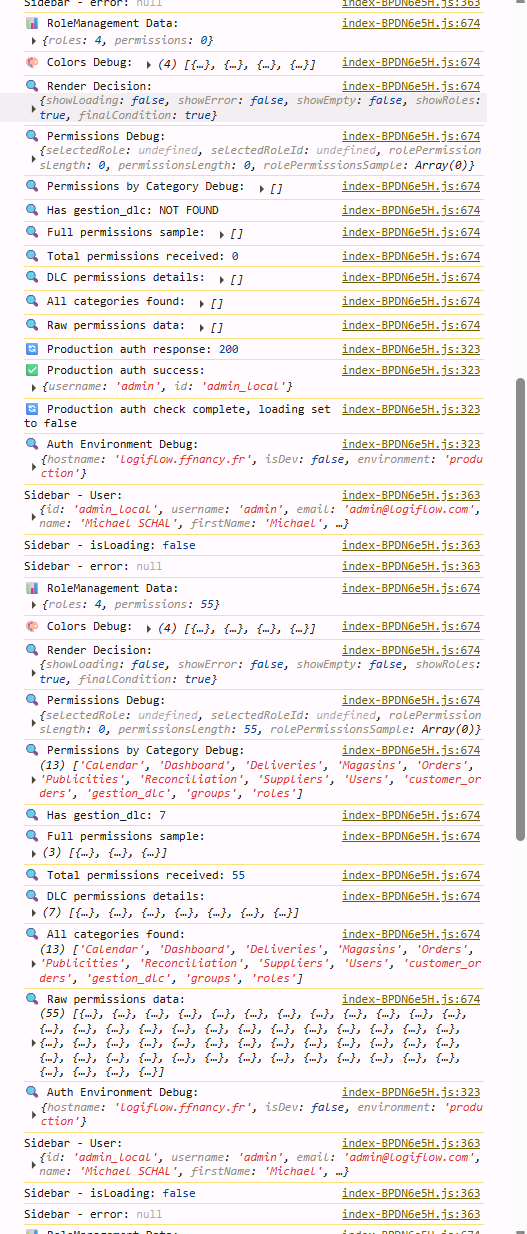 Sidebar - error: null index-BPDN6e5H.js:363
RoleManagement Data: index-BPDN6e5H.js:674
{roles: 4, permissions: 0}
Colors Debug: (4) [{…}, {…}, {…}, {…}] index-BPDN6e5H.js:674
Render Decision: index-BPDN6e5H.js:674
{showLoading: false, showError: false, showEmpty: false, showRoles:
true, finalCondition: true}
Permissions Debug: index-BPDN6e5H.js:674
{selectedRole: undefined, selectedRoleId: undefined, rolePermission
sLength: 0, permissionsLength: 0, rolePermissionsSample: Array(0)}
Permissions by Category Debug: [] index-BPDN6e5H.js:674
Has gestion_dlc: NOT FOUND index-BPDN6e5H.js:674
Full permissions sample: [] index-BPDN6e5H.js:674
Total permissions received: 0 index-BPDN6e5H.js:674
DLC permissions details: [] index-BPDN6e5H.js:674
All categories found: [] index-BPDN6e5H.js:674
Raw permissions data: [] index-BPDN6e5H.js:674
Production auth response: 200 index-BPDN6e5H.js:323
Production auth success: index-BPDN6e5H.js:323
{username: 'admin', id: 'admin_local'}
Production auth check complete, loading set index-BPDN6e5H.js:323
to false
Auth Environment Debug: index-BPDN6e5H.js:323
{hostname: 'logiflow.ffnancy.fr', isDev: false, environment: 'produ
ction'}
Sidebar - User: index-BPDN6e5H.js:363
{id: 'admin_local', username: 'admin', email: 'admin@logiflow.com',
name: 'Michael SCHAL', firstName: 'Michael', …}
Sidebar - isLoading: false index-BPDN6e5H.js:363
Sidebar - error: null index-BPDN6e5H.js:363
RoleManagement Data: index-BPDN6e5H.js:674
{roles: 4, permissions: 55}
Colors Debug: (4) [{…}, {…}, {…}, {…}] index-BPDN6e5H.js:674
Render Decision: index-BPDN6e5H.js:674
{showLoading: false, showError: false, showEmpty: false, showRoles:
true, finalCondition: true}
Permissions Debug: index-BPDN6e5H.js:674
{selectedRole: undefined, selectedRoleId: undefined, rolePermission
sLength: 0, permissionsLength: 55, rolePermissionsSample: Array(0)}
Permissions by Category Debug: index-BPDN6e5H.js:674
(13) ['Calendar', 'Dashboard', 'Deliveries', 'Magasins', 'Orders',
'Publicities', 'Reconciliation', 'Suppliers', 'Users', 'customer_or
ders', 'gestion_dlc', 'groups', 'roles']
Has gestion_dlc: 7 index-BPDN6e5H.js:674
Full permissions sample: index-BPDN6e5H.js:674
(3) [{…}, {…}, {…}]
Total permissions received: 55 index-BPDN6e5H.js:674
DLC permissions details: index-BPDN6e5H.js:674
(7) [{…}, {…}, {…}, {…}, {…}, {…}, {…}]
All categories found: index-BPDN6e5H.js:674
(13) ['Calendar', 'Dashboard', 'Deliveries', 'Magasins', 'Orders',
'Publicities', 'Reconciliation', 'Suppliers', 'Users', 'customer_or
ders', 'gestion_dlc', 'groups', 'roles']
Raw permissions data: index-BPDN6e5H.js:674
(55) [{…}, {…}, {…}, {…}, {…}, {…}, {…}, {…}, {…}, {…}, {…}, {…},
{…}, {…}, {…}, {…}, {…}, {…}, {…}, {…}, {…}, {…}, {…}, {…}, {…},
{…}, {…}, {…}, {…}, {…}, {…}, {…}, {…}, {…}, {…}, {…}, {…}, {…},
{…}, {…}, {…}, {…}, {…}, {…}, {…}, {…}, {…}, {…}, {…}, {…}, {…},
{…}, {…}, {…}, {…}]
Auth Environment Debug: index-BPDN6e5H.js:323
{hostname: 'logiflow.ffnancy.fr', isDev: false, environment: 'produ
ction'}
Sidebar - User: index-BPDN6e5H.js:363
{id: 'admin_local', username: 'admin', email: 'admin@logiflow.com',
name: 'Michael SCHAL', firstName: 'Michael', …}
Sidebar - isLoading: false index-BPDN6e5H.js:363
Sidebar - error: null index-BPDN6e5H.js:363
RoleManagement Data: index-BPDN6e5H.js:674